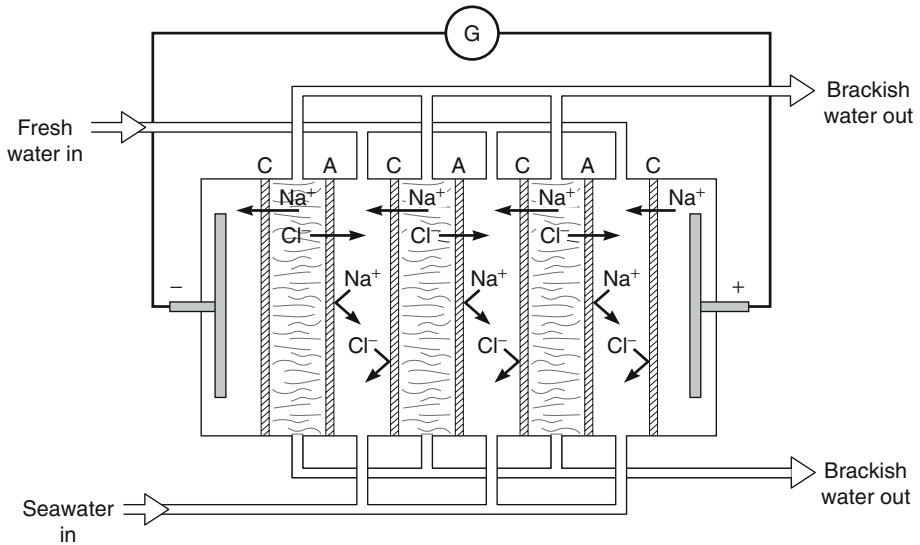 G
Brackish
water out
Fresh
water in
C A C A C A C
Na⁺ Na⁺ Na⁺ Na⁺
Cl⁻ Cl⁻ Cl⁻
Na⁺ Na⁺ Na⁺
− +
Cl⁻ Cl⁻ Cl⁻
Brackish
water out
Seawater
in